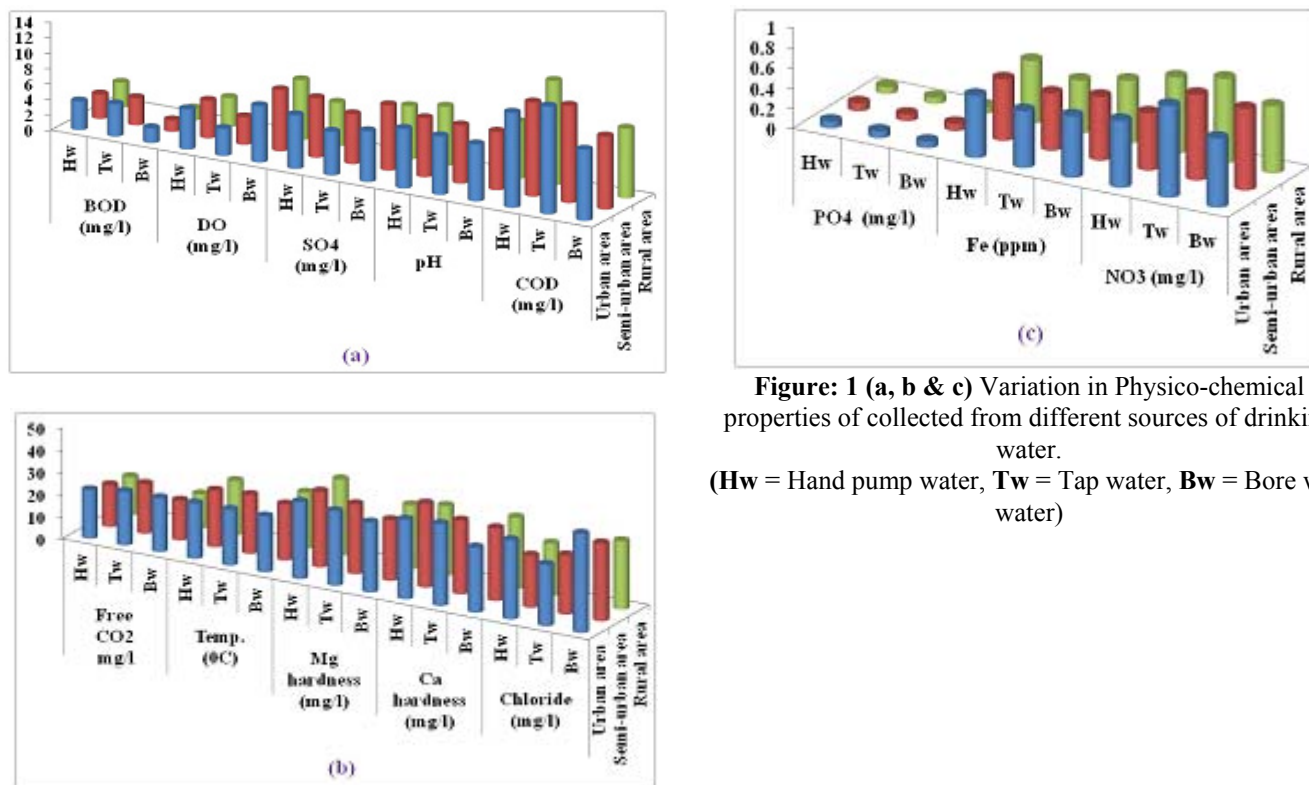 14
12
10
8
6
4
2
0
Hw
Tw
Bw
Hw
Tw
Bw
Hw
Tw
Bw
Hw
Tw
Bw
Hw
Tw
Bw
BOD
(mg/l)
DO
(mg/l)
SO4
(mg/l)
pH
COD
(mg/l)
Urban area
Semi-urban area
Rural area
(a)
50
40
30
20
10
0
Hw
Tw
Bw
Hw
Tw
Bw
Hw
Tw
Bw
Hw
Tw
Bw
Hw
Tw
Bw
Free
CO2
mg/l
Temp.
(0C)
Mg
hardness
(mg/l)
Ca
hardness
(mg/l)
Chloride
(mg/l)
Urban area
Semi-urban area
Rural area
(b)
1
0.8
0.6
0.4
0.2
0
Hw
Tw
Bw
Hw
Tw
Bw
Hw
Tw
Bw
PO4 (mg/l)
Fe (ppm)
NO3 (mg/l)
Urban area
Semi-urban area
Rural area
(c)
Figure: 1 (a, b & c) Variation in Physico-chemical
properties of collected from different sources of
water.
(Hw = Hand pump water, Tw = Tap water, Bw = Bore
water)